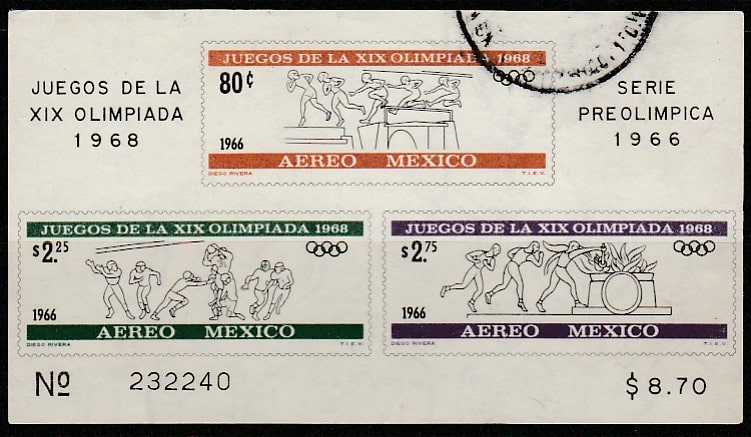 JUEGOS DE LA
XIX OLIMPIADA
1968
JUEGOS DE LA XIX OLIMPIADA 1968
80¢
1966
AEREO MEXICO
DIEGO RIVERA
T.I.E.V.
SERIE
PREOLIMPICA
1966
JUEGOS DE LA XIX OLIMPIADA 1968
$2.25
1966
AEREO MEXICO
DIEGO RIVERA
T.I.E.V.
JUEGOS DE LA XIX OLIMPIADA 1968
$2.75
1966
AEREO MEXICO
DIEGO RIVERA
T.I.E.V.
Nº 232240
$8.70